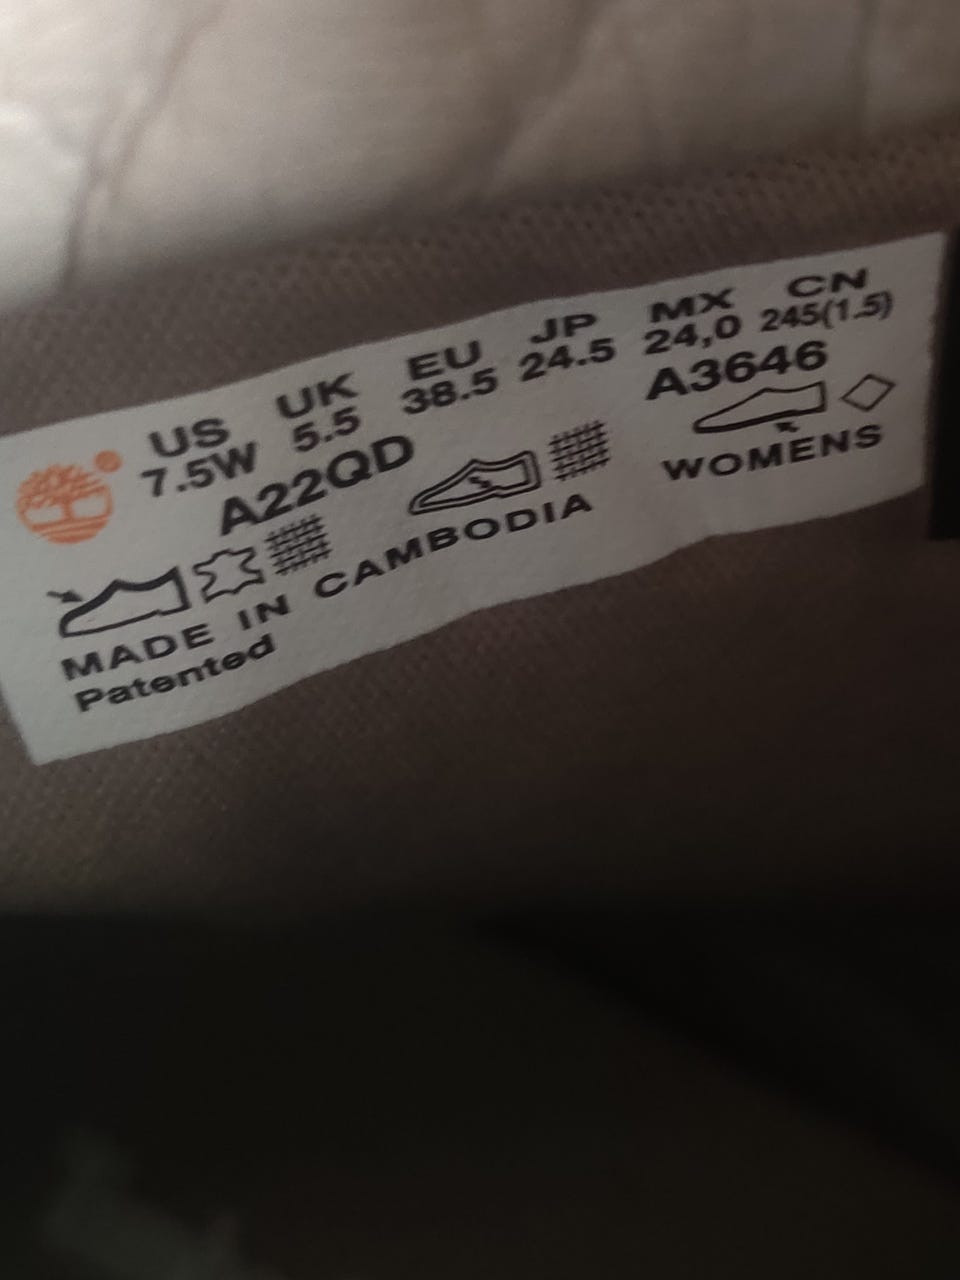 US UK EU JP MX CN
7.5W 5.5 38.5 24.5 24,0 245(1.5)
A22QD A3646
WOMENS
MADE IN CAMBODIA
Patented